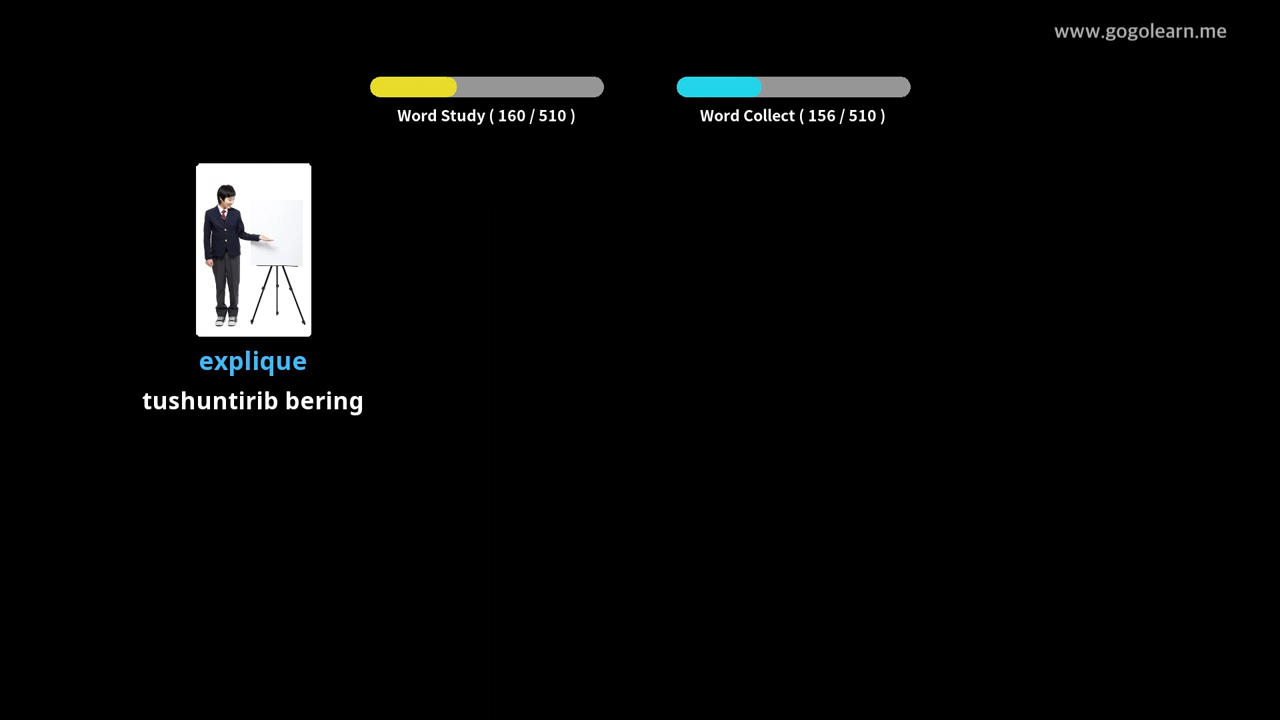 www.gogolearn.me
Word Study ( 160 / 510 )
Word Collect ( 156 / 510 )
explique
tushuntirib bering